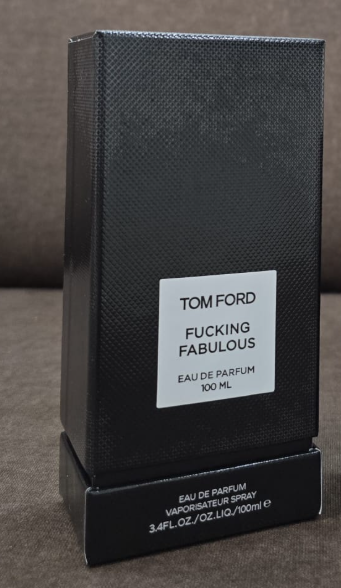 TOM FORD
FUCKING
FABULOUS
EAU DE PARFUM
100 ML
EAU DE PARFUM
VAPORISATEUR SPRAY
3.4FL.OZ./OZ.LIQ./100ml ℮